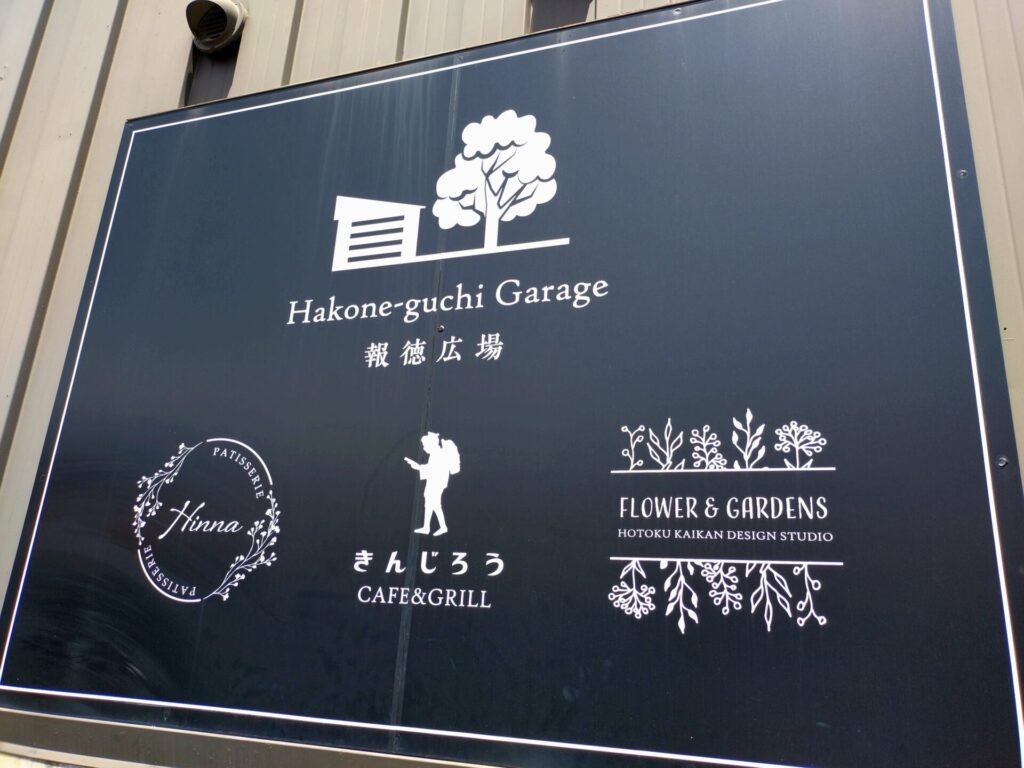 Hakone-guchi Garage
報徳広場
PATISSERIE
Hinna
PATISSERIE
きんじろう
CAFE&GRILL
FLOWER & GARDENS
HOTOKU KAIKAN DESIGN STUDIO